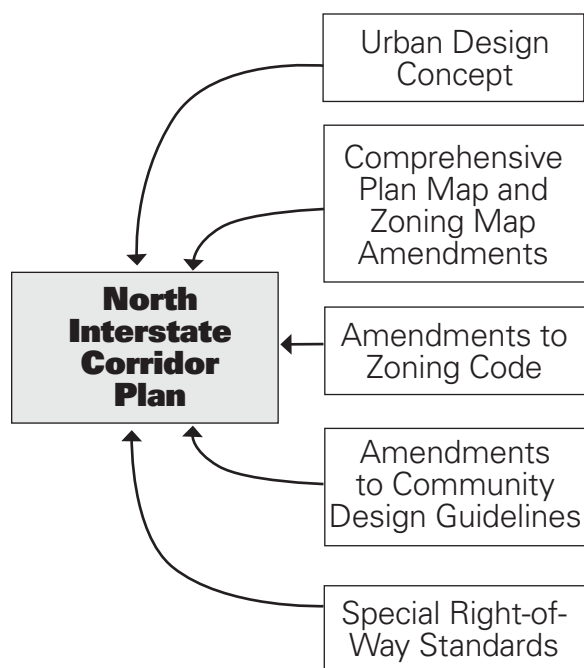 Urban Design
Concept
Comprehensive
Plan Map and
Zoning Map
Amendments
North
Interstate
Corridor
Plan
Amendments to
Zoning Code
Amendments
to Community
Design Guidelines
Special Right-of-
Way Standards